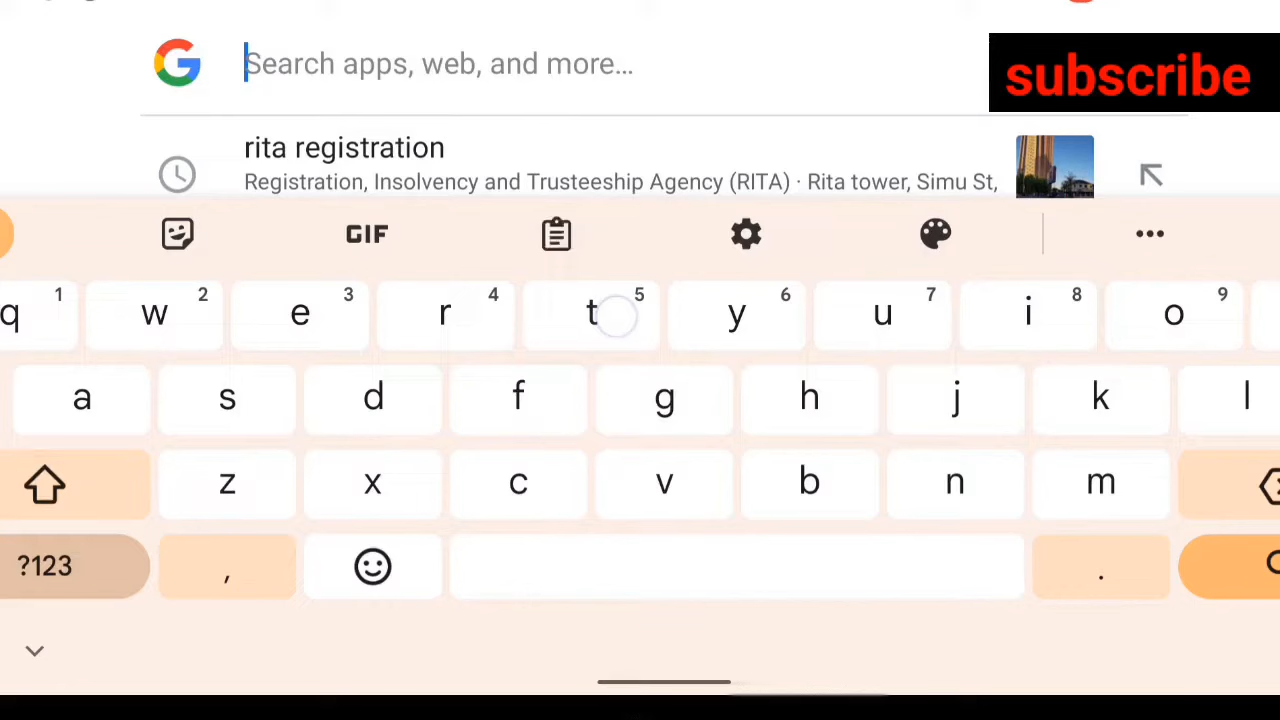 Search apps, web, and more...
subscribe
rita registration
Registration, Insolvency and Trusteeship Agency (RITA) · Rita tower, Simu St,
GIF
q 1 w 2 e 3 r 4 t 5 y 6 u 7 i 8 o 9
a s d f g h j k l
z x c v b n m
?123 , .